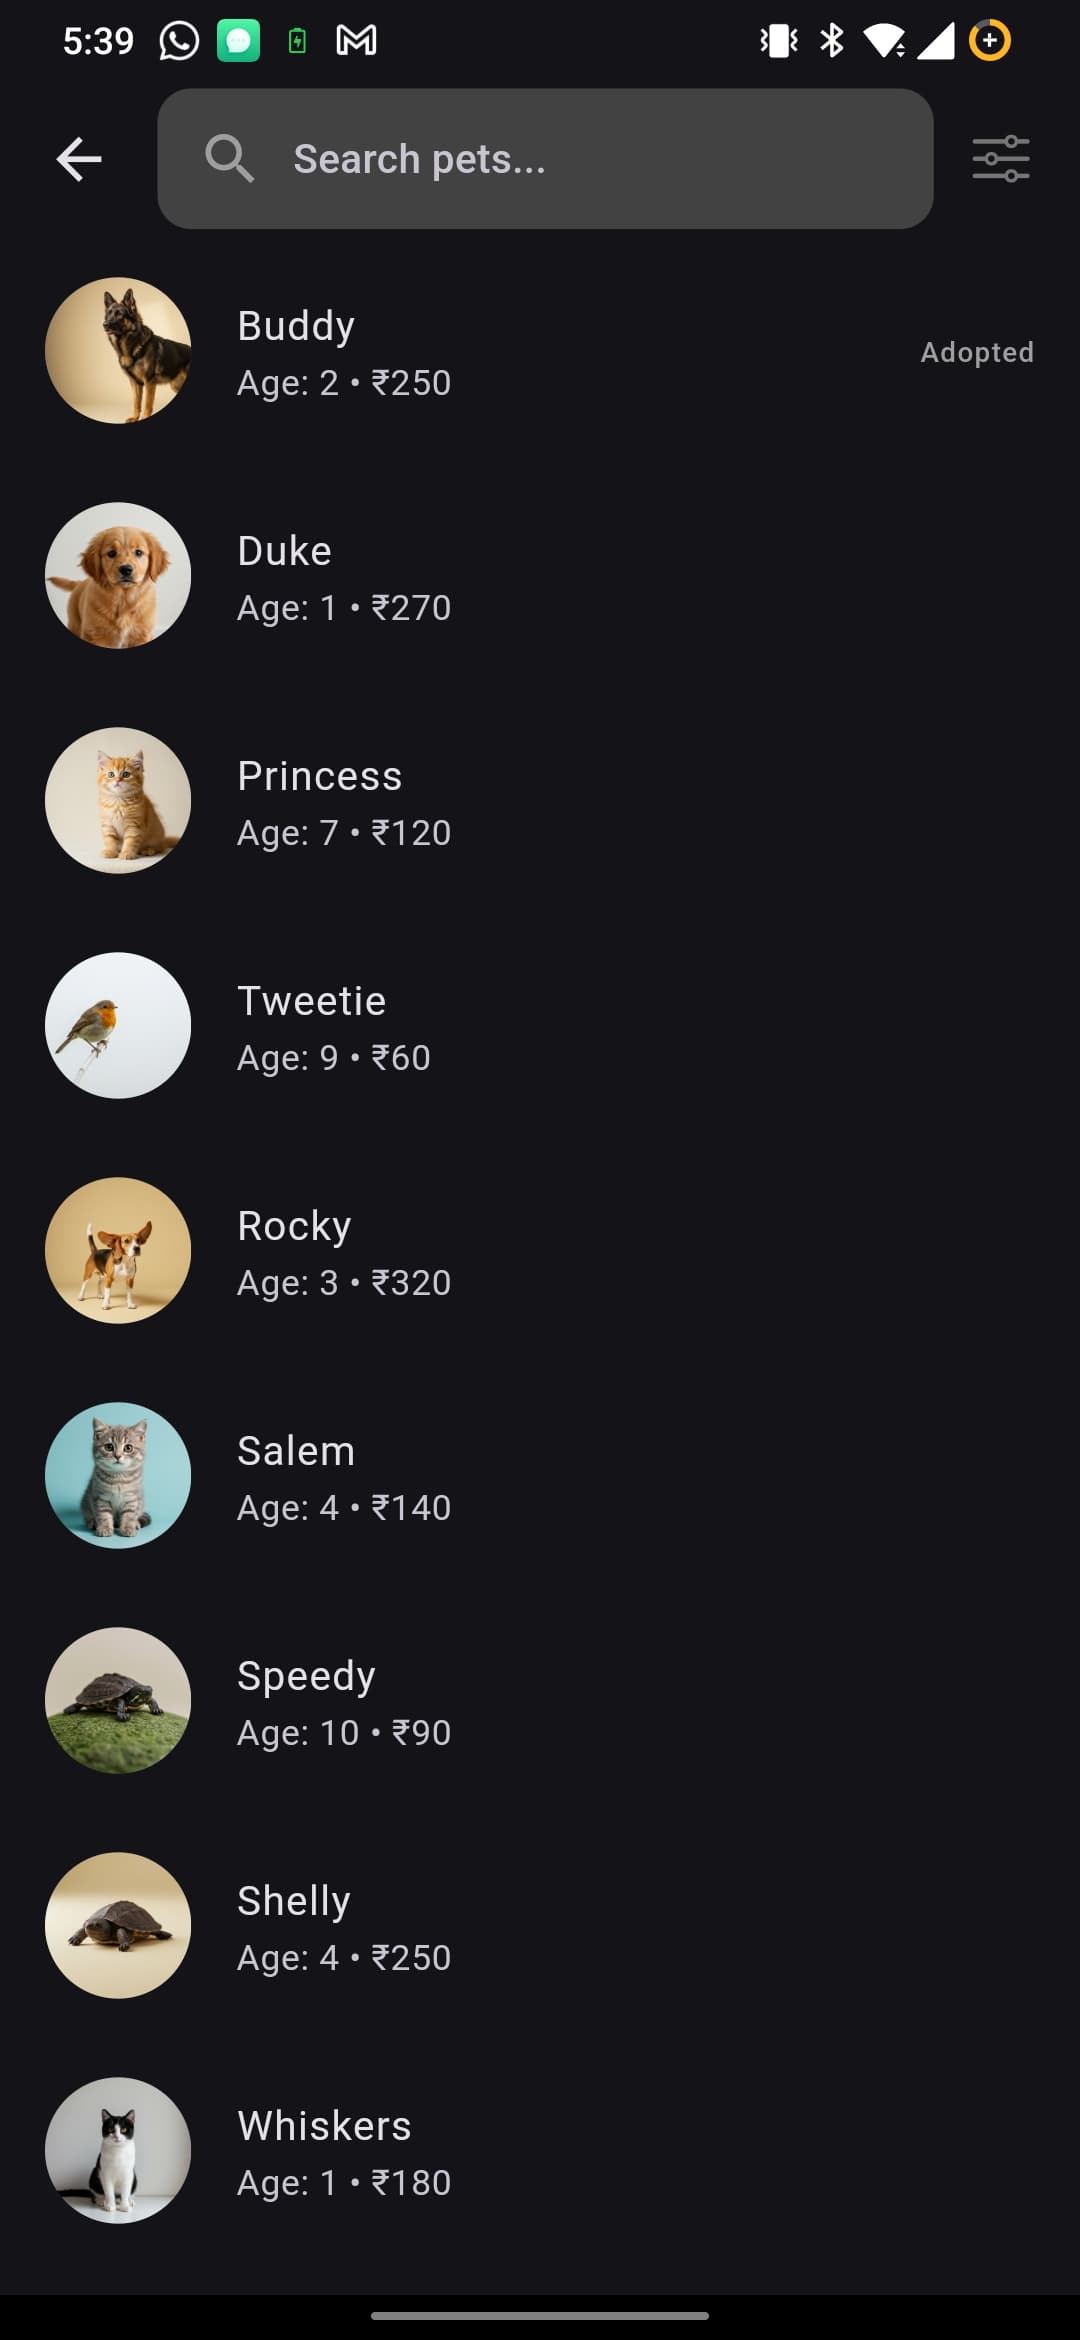 5:39
Search pets...
Buddy
Age: 2 • ₹250
Adopted
Duke
Age: 1 • ₹270
Princess
Age: 7 • ₹120
Tweetie
Age: 9 • ₹60
Rocky
Age: 3 • ₹320
Salem
Age: 4 • ₹140
Speedy
Age: 10 • ₹90
Shelly
Age: 4 • ₹250
Whiskers
Age: 1 • ₹180